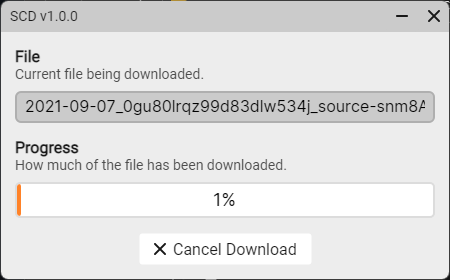 SCD v1.0.0
File
Current file being downloaded.
2021-09-07_0gu80lrqz99d83dlw534j_source-snm8A
Progress
How much of the file has been downloaded.
1%
Cancel Download